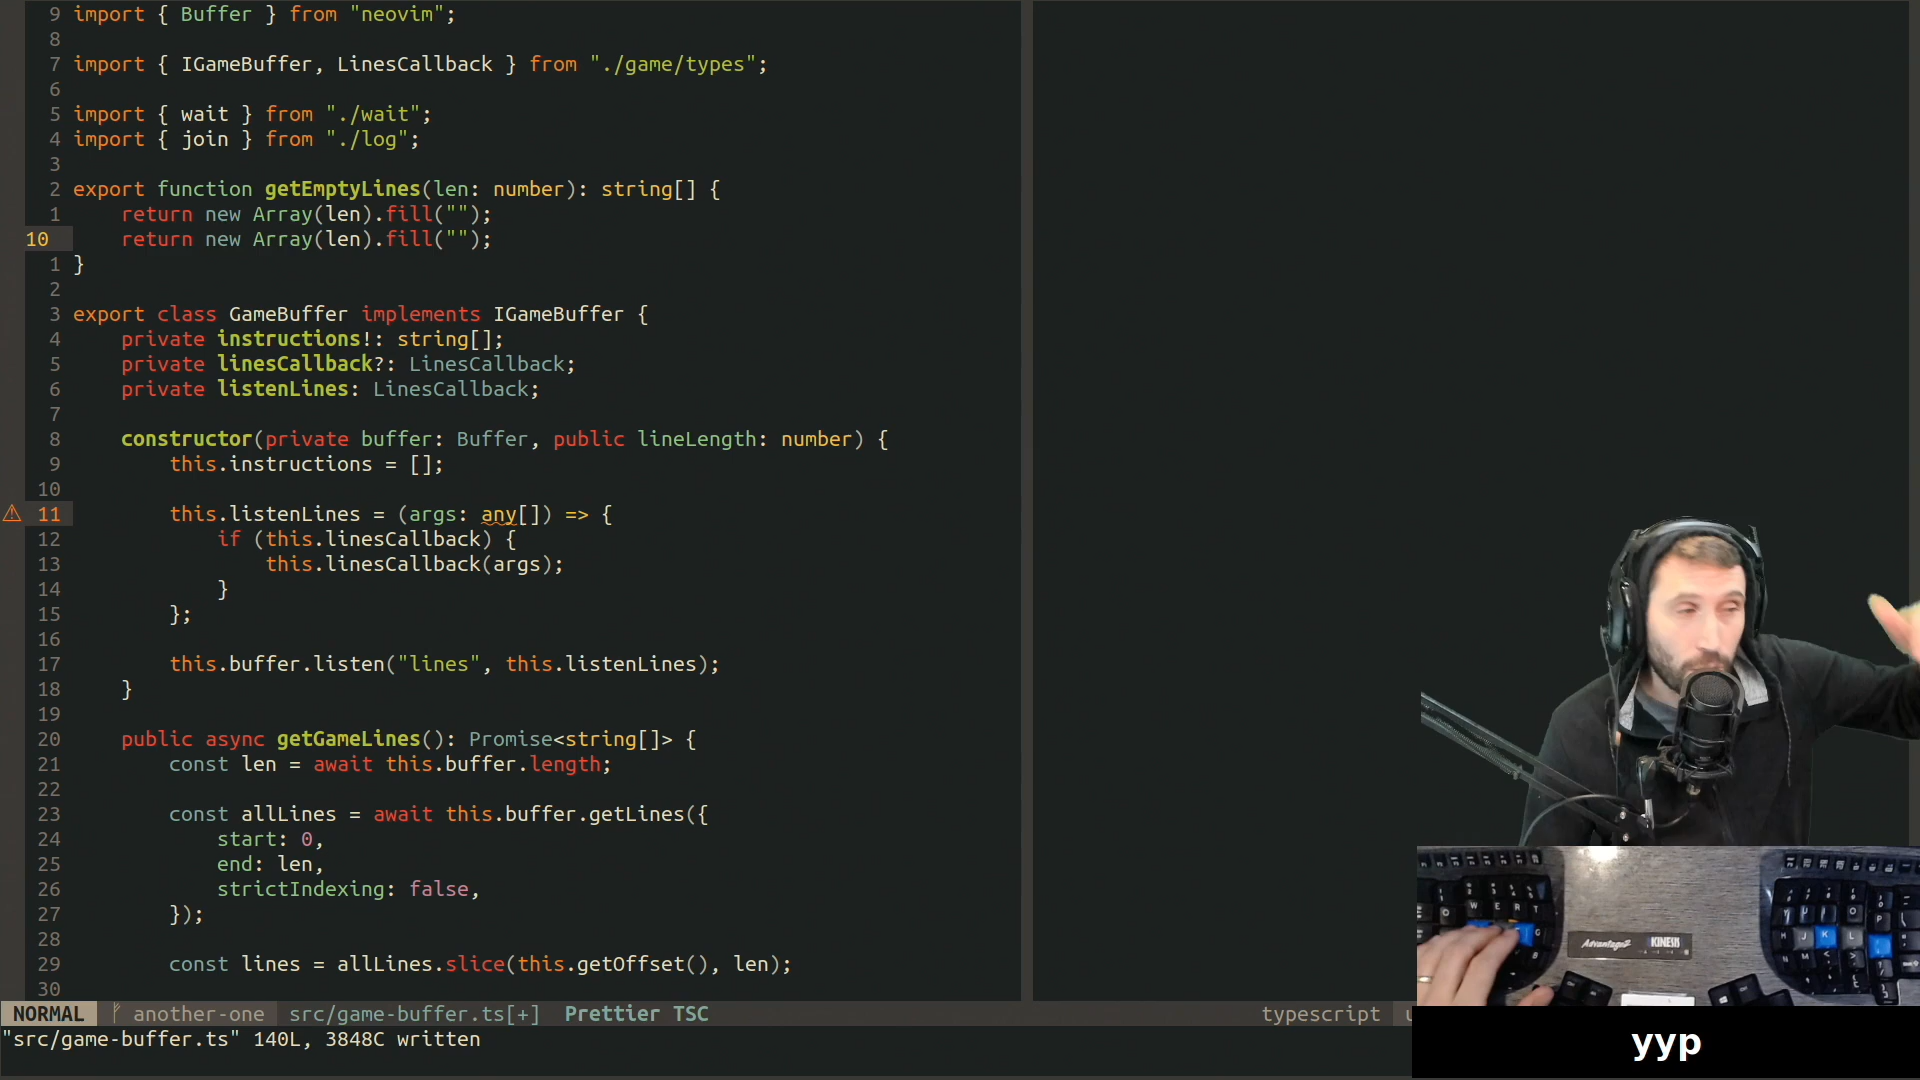 9 import { Buffer } from "neovim";
8
7 import { IGameBuffer, LinesCallback } from "./game/types";
6
5 import { wait } from "./wait";
4 import { join } from "./log";
3
2 export function getEmptyLines(len: number): string[] {
1     return new Array(len).fill("");
10     return new Array(len).fill("");
1 }
2
3 export class GameBuffer implements IGameBuffer {
4     private instructions!: string[];
5     private linesCallback?: LinesCallback;
6     private listenLines: LinesCallback;
7
8     constructor(private buffer: Buffer, public lineLength: number) {
9         this.instructions = [];
10
⚠ 11         this.listenLines = (args: any[]) => {
12             if (this.linesCallback) {
13                 this.linesCallback(args);
14             }
15         };
16
17         this.buffer.listen("lines", this.listenLines);
18     }
19
20     public async getGameLines(): Promise<string[]> {
21         const len = await this.buffer.length;
22
23         const allLines = await this.buffer.getLines({
24             start: 0,
25             end: len,
26             strictIndexing: false,
27         });
28
29         const lines = allLines.slice(this.getOffset(), len);
30
NORMAL another-one src/game-buffer.ts[+] Prettier TSC typescript u
"src/game-buffer.ts" 140L, 3848C written
Advantage2 KINESIS
yyp